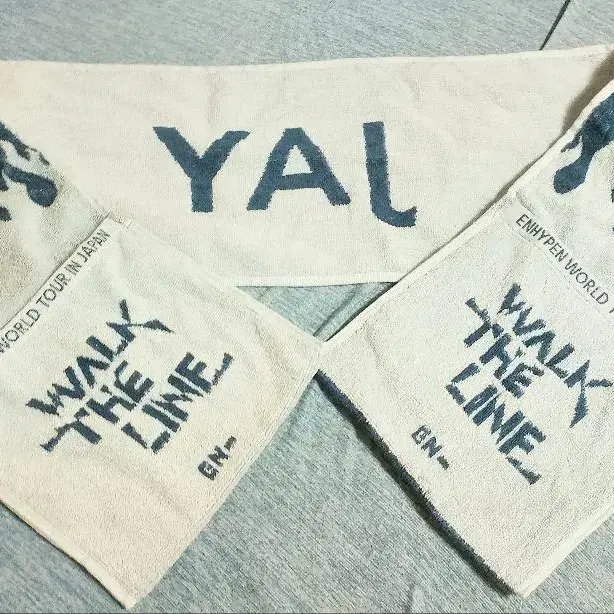 YAL
WORLD TOUR IN JAPAN
WALK
THE
LINE
EN-
ENHYPEN WORLD
WALK
THE
LINE
EN-